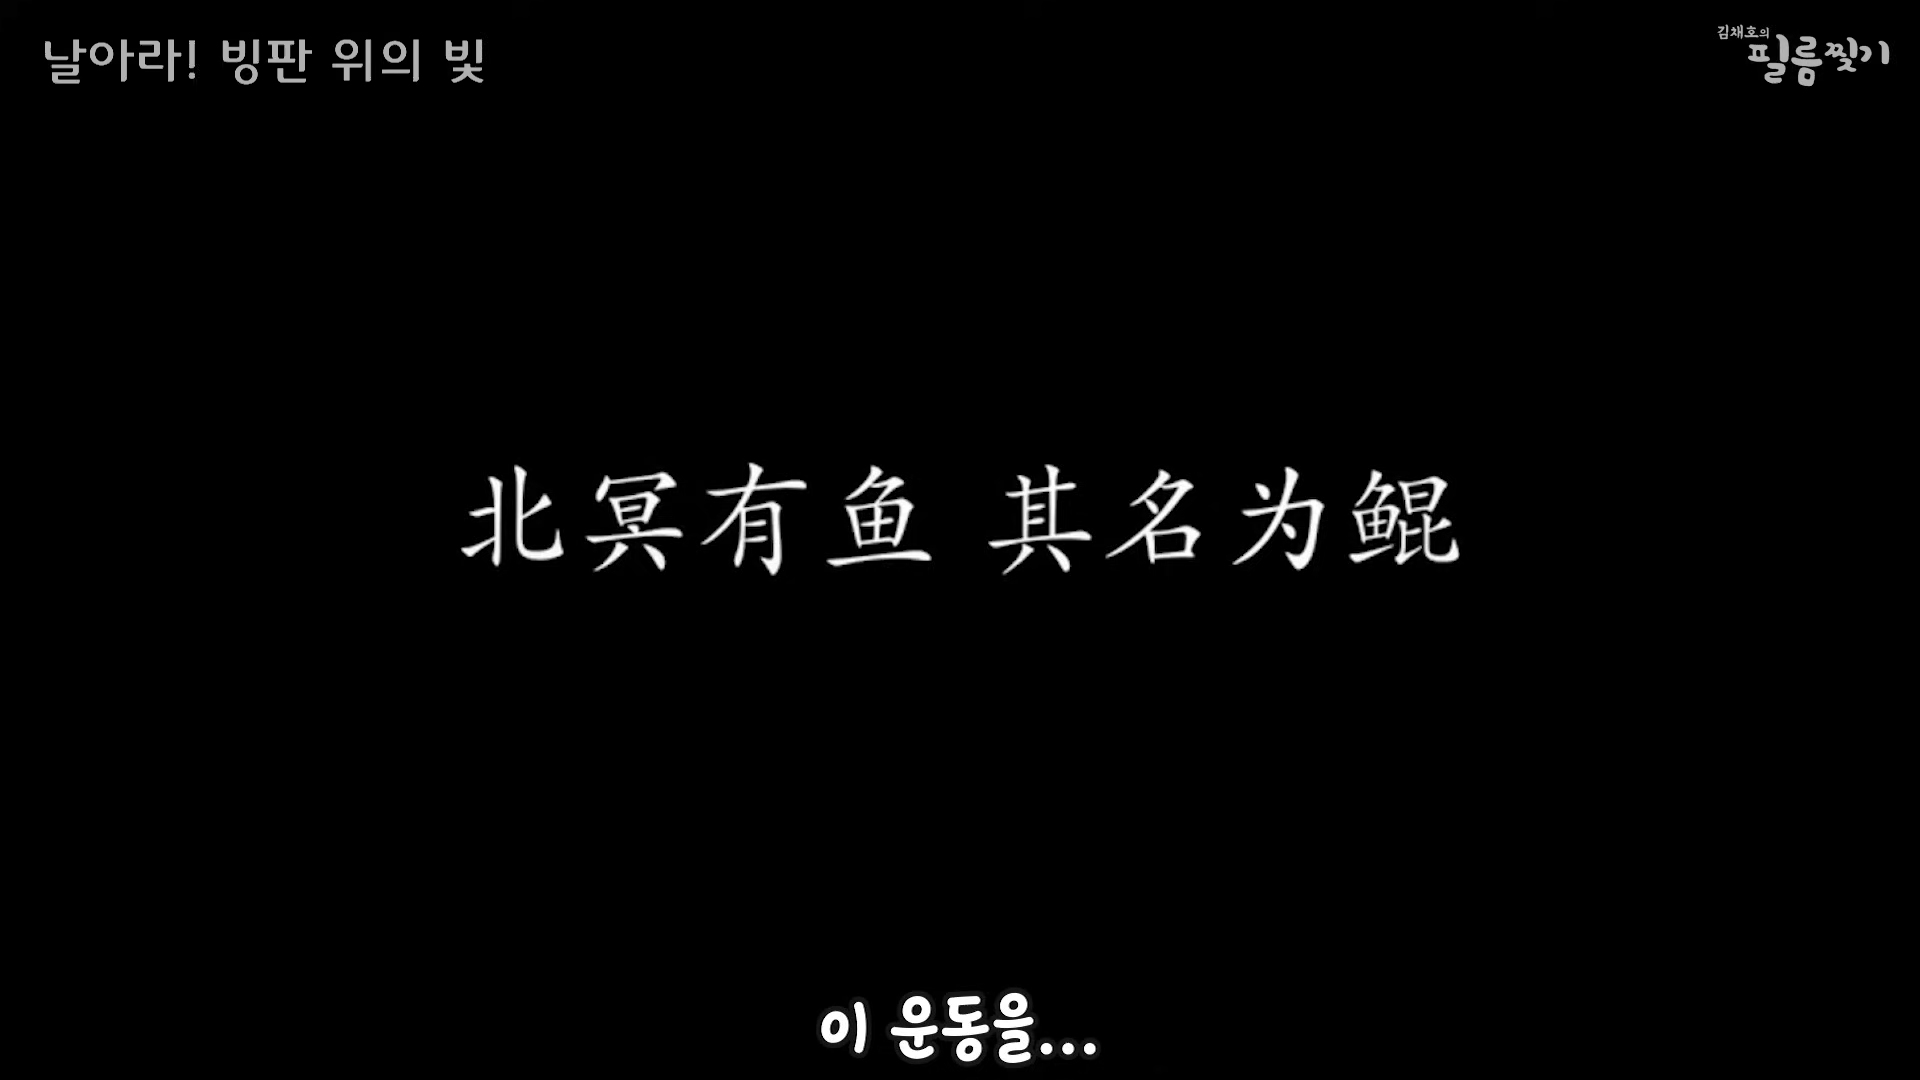 날아라! 빙판 위의 빛
김채호의
필름찢기
北冥有鱼 其名为鲲
이 운동을...